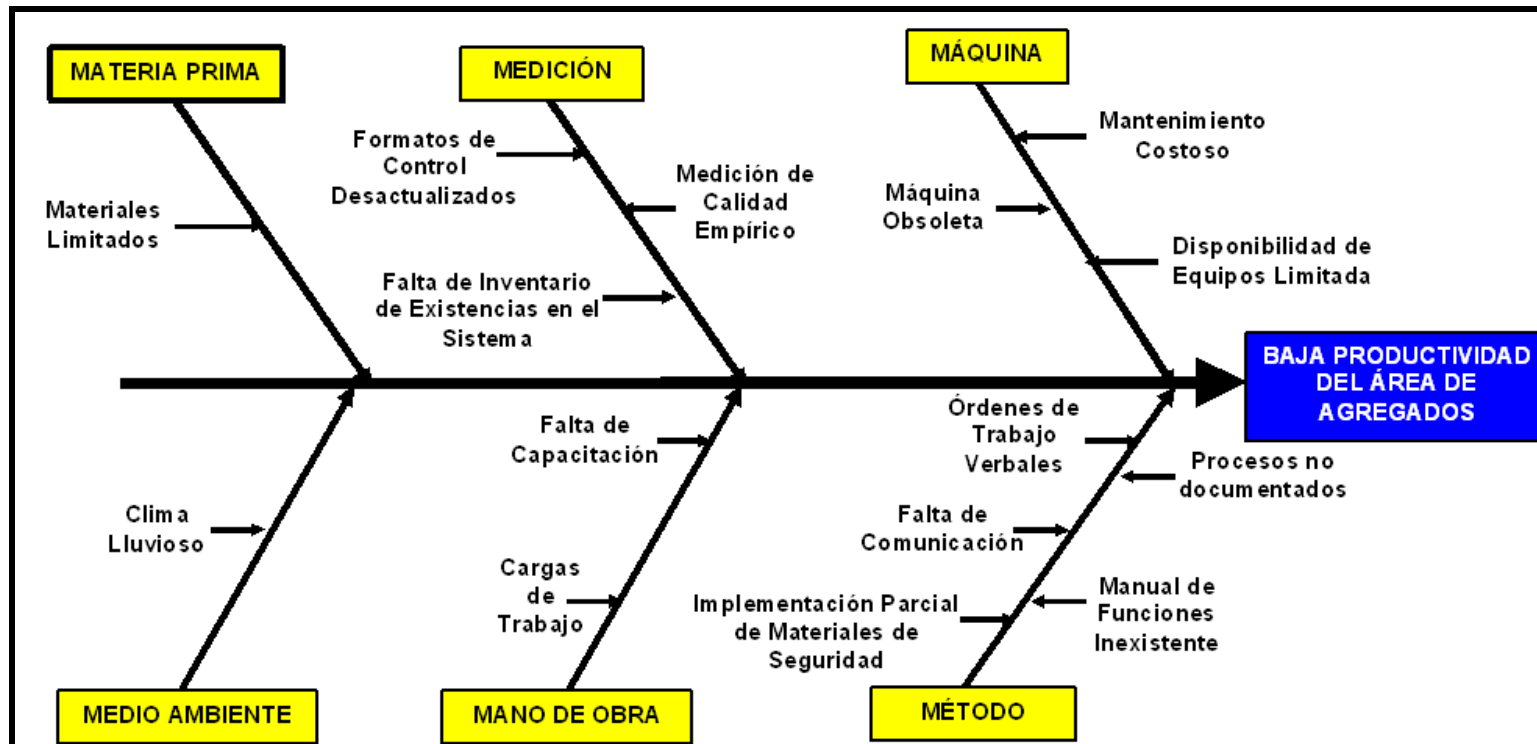 MATERIA PRIMA
MEDICIÓN
MÁQUINA
Formatos de
Control
Desactualizados
Mantenimiento
Costoso
Medición de
Calidad
Empírico
Máquina
Obsoleta
Materiales
Limitados
Disponibilidad de
Equipos Limitada
Falta de Inventario
de Existencias en el
Sistema
BAJA PRODUCTIVIDAD
DEL ÁREA DE
AGREGADOS
Falta de
Capacitación
Órdenes de
Trabajo
Verbales
Procesos no
documentados
Clima
Lluvioso
Falta de
Comunicación
Cargas
de
Trabajo
Implementación Parcial
de Materiales de
Seguridad
Manual de
Funciones
Inexistente
MEDIO AMBIENTE
MANO DE OBRA
MÉTODO